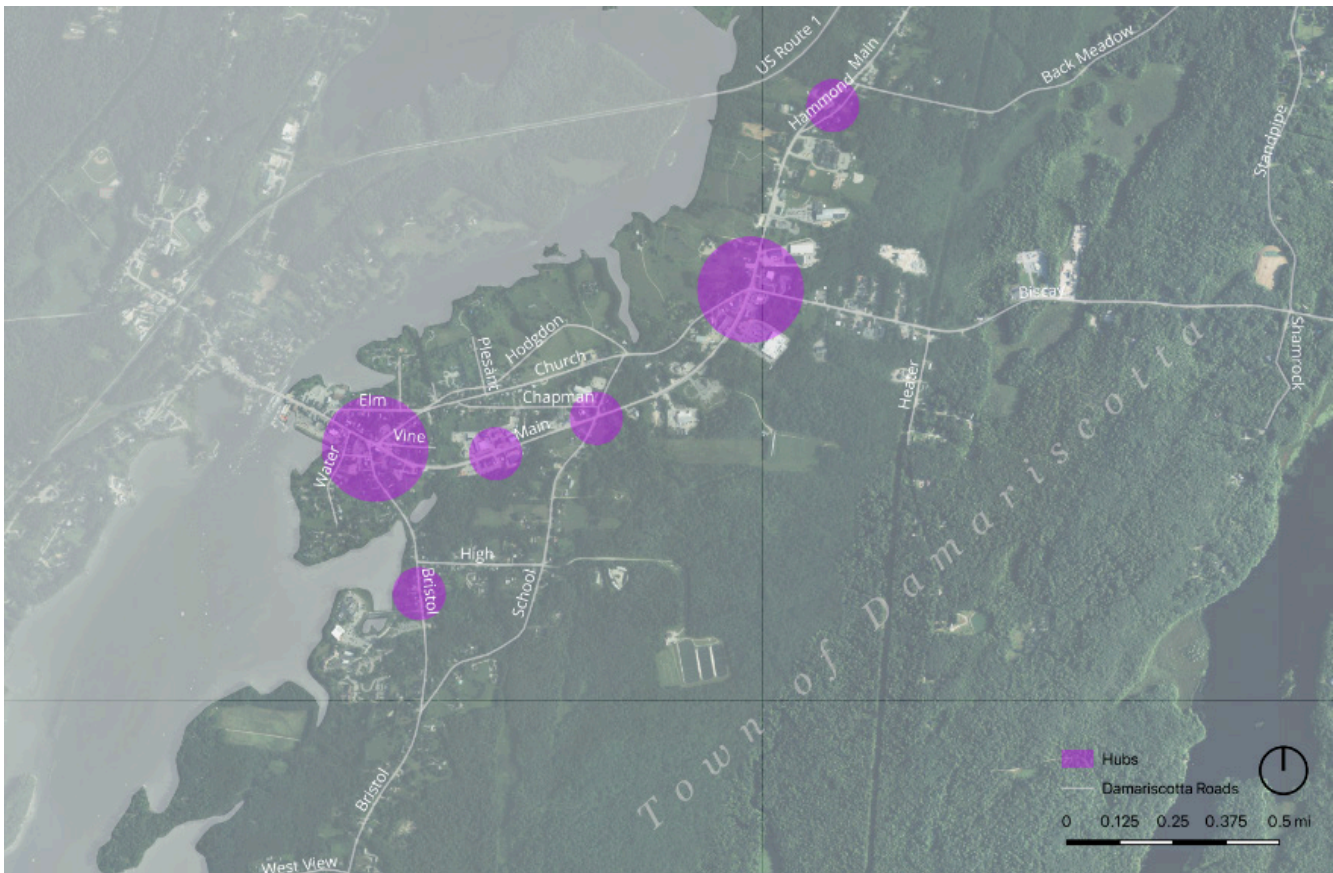 US Route 1
Hammond
Main
Back Meadow
Standpipe
Biscay
Shamrock
Hodgdon
Plesant
Church
Elm
Chapman
Heater
Vine
Main
Water
High
Bristol
School
Town of Damariscotta
Bristol
West View
Hubs
Damariscotta Roads
0 0.125 0.25 0.375 0.5 mi